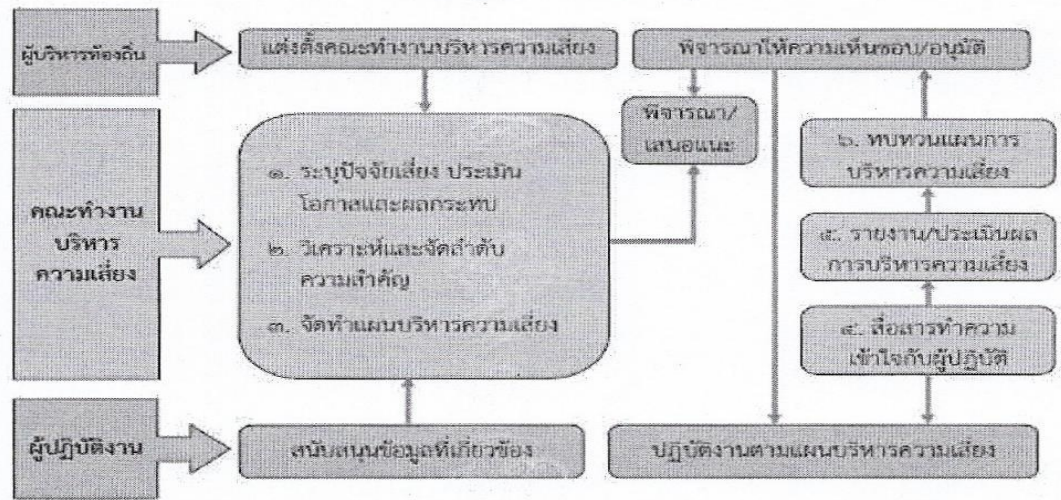 ผู้บริหารท้องถิ่น
แต่งตั้งคณะทำงานบริหารความเสี่ยง
พิจารณาให้ความเห็นชอบ/อนุมัติ
คณะทำงาน
บริหาร
ความเสี่ยง
๑. ระบุปัจจัยเสี่ยง ประเมิน
โอกาสและผลกระทบ
๒. วิเคราะห์และจัดลำดับ
ความสำคัญ
๓. จัดทำแผนบริหารความเสี่ยง
พิจารณา/
เสนอแนะ
๖. ทบทวนแผนการ
บริหารความเสี่ยง
๕. รายงาน/ประเมินผล
การบริหารความเสี่ยง
๔. สื่อสารทำความ
เข้าใจกับผู้ปฏิบัติ
ผู้ปฏิบัติงาน
สนับสนุนข้อมูลที่เกี่ยวข้อง
ปฏิบัติงานตามแผนบริหารความเสี่ยง